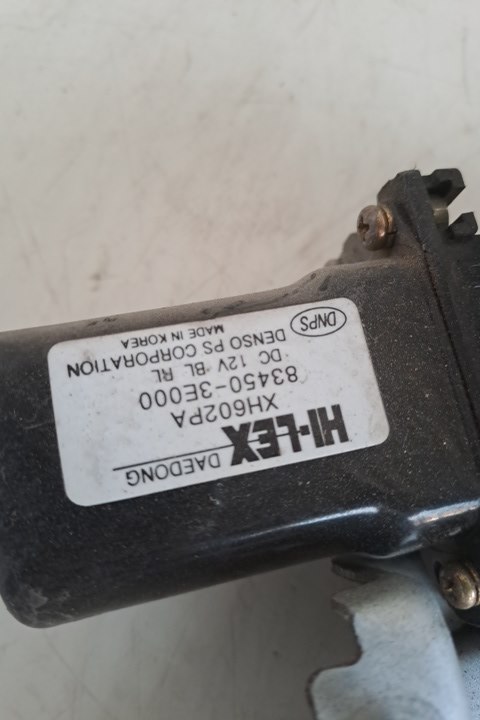 HI-LEX DAEDONG
XH602PA
83450-3E000
DC 12V BL RL
DENSO PS CORPORATION
DNPS MADE IN KOREA